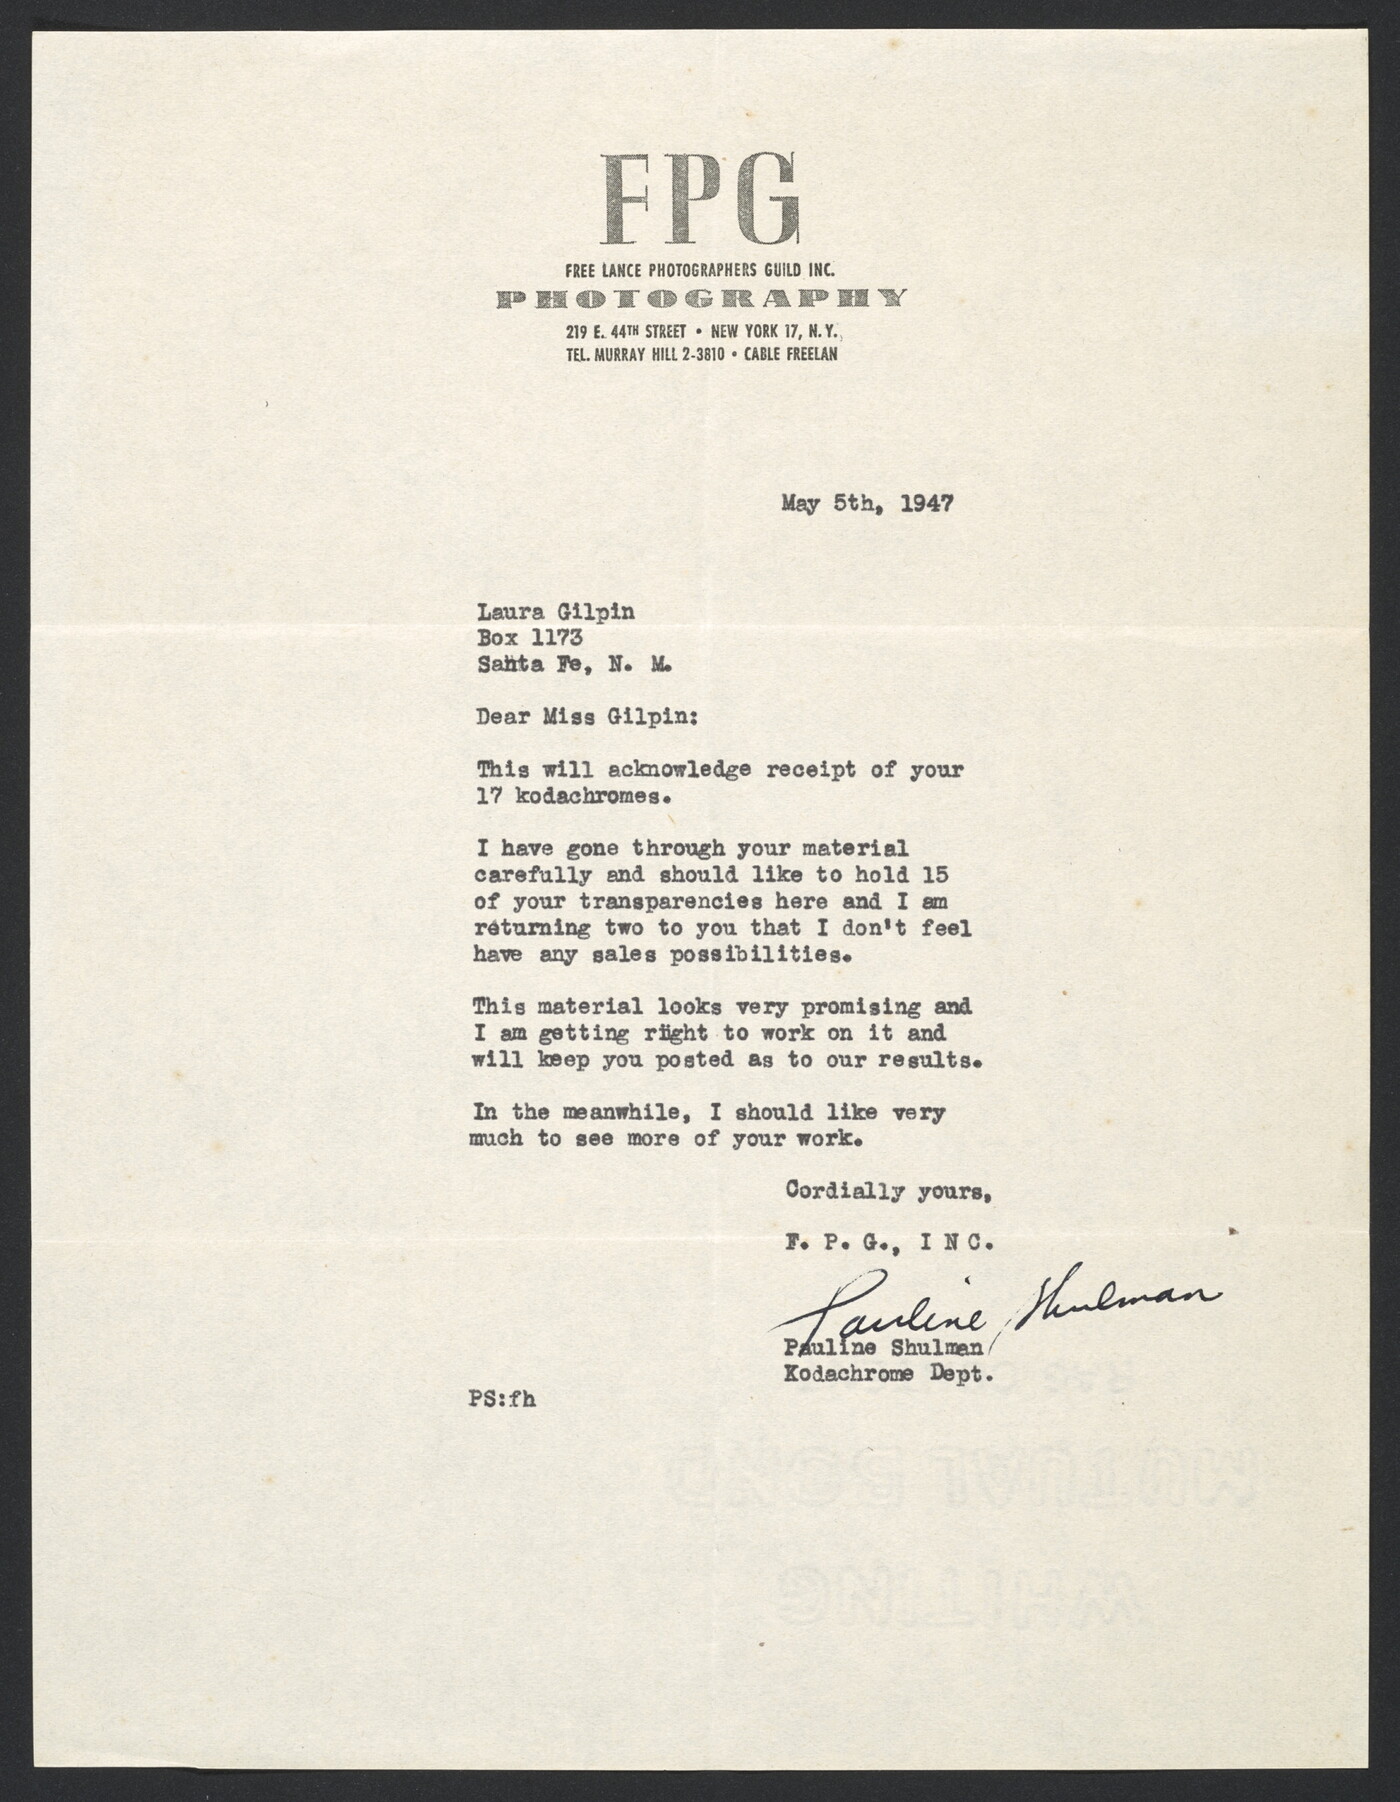 FPG
FREE LANCE PHOTOGRAPHERS GUILD INC.
PHOTOGRAPHY
219 E. 44TH STREET • NEW YORK 17, N.Y.
TEL. MURRAY HILL 2-3810 • CABLE FREELAN
May 5th, 1947
Laura Gilpin
Box 1173
Santa Fe, N. M.
Dear Miss Gilpin:
This will acknowledge receipt of your
17 kodachromes.
I have gone through your material
carefully and should like to hold 15
of your transparencies here and I am
returning two to you that I don't feel
have any sales possibilities.
This material looks very promising and
I am getting right to work on it and
will keep you posted as to our results.
In the meanwhile, I should like very
much to see more of your work.
Cordially yours,
F. P. G., I N C.
Pauline Shulman
Pauline Shulman
Kodachrome Dept.
PS:fh
MUTUAL BOND
WHITING